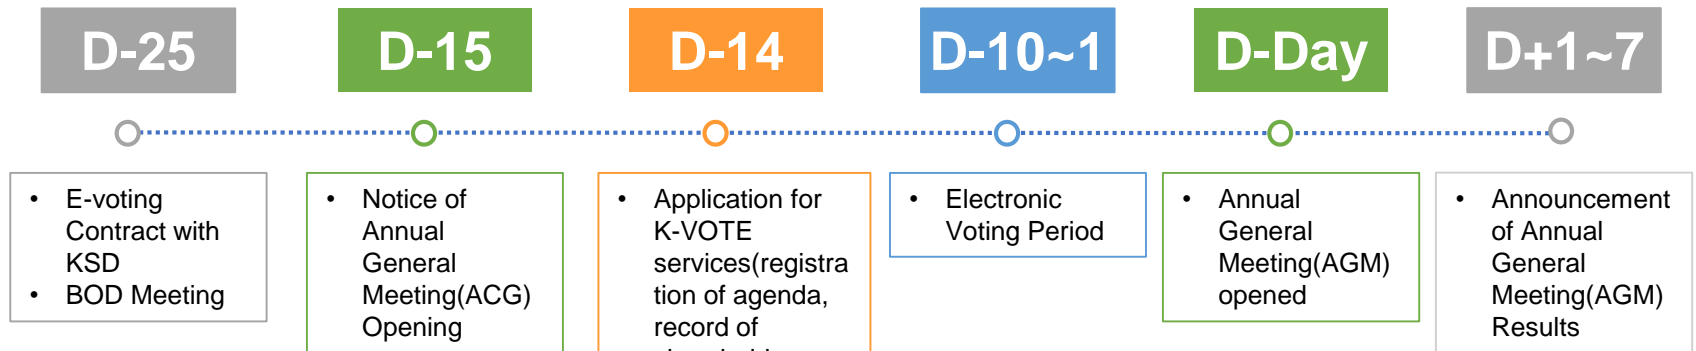 D-25
D-15
D-14
D-10~1
D-Day
D+1~7
• E-voting
Contract with
KSD
• BOD Meeting
• Notice of
Annual
General
Meeting(ACG)
Opening
• Application for
K-VOTE
services(registra
tion of agenda,
record of
• Electronic
Voting Period
• Annual
General
Meeting(AGM)
opened
• Announcement
of Annual
General
Meeting(AGM)
Results